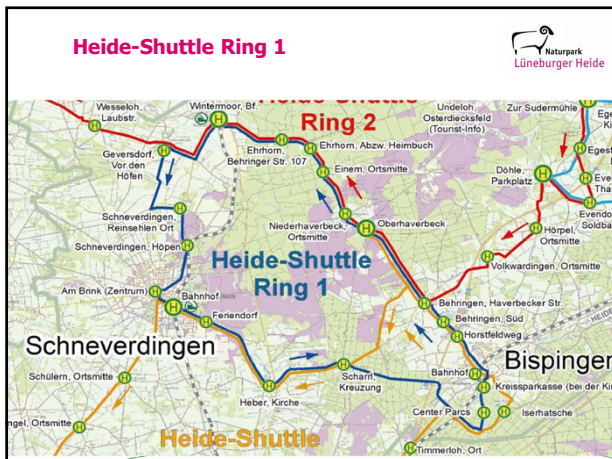 Heide-Shuttle Ring 1
Naturpark
Lüneburger Heide
Heide-Shuttle
Ring 2
Wesseloh,
Laubstr.
Wintermoor, Bf.
Undeloh,
Osterdiecksfeld
(Tourist-Info)
Zur Sudermühle
Geversdorf,
Vor den
Höfen
Ehrhorn,
Behringer Str. 107
Ehrhorn, Abzw. Heimbuch
Einem, Ortsmitte
Döhle,
Parkplatz
Schneverdingen,
Reinsehlen Ort
Schneverdingen, Höpen
Niederhaverbeck,
Ortsmitte
Oberhaverbeck
Hörpel,
Ortsmitte
Volkwardingen, Ortsmitte
Heide-Shuttle
Ring 1
Am Brink (Zentrum)
Bahnhof
Feriendorf
Behringen, Haverbecker Str.
Behringen, Süd
Horstfeldweg
Schneverdingen
Bispingen
Scharrl,
Kreuzung
Bahnhof
Kreissparkasse (bei der Kir
Schülern, Ortsmitte
Heber, Kirche
Center Parcs
Iserhatsche
ngel, Ortsmitte
Heide-Shuttle
Timmerloh, Ort